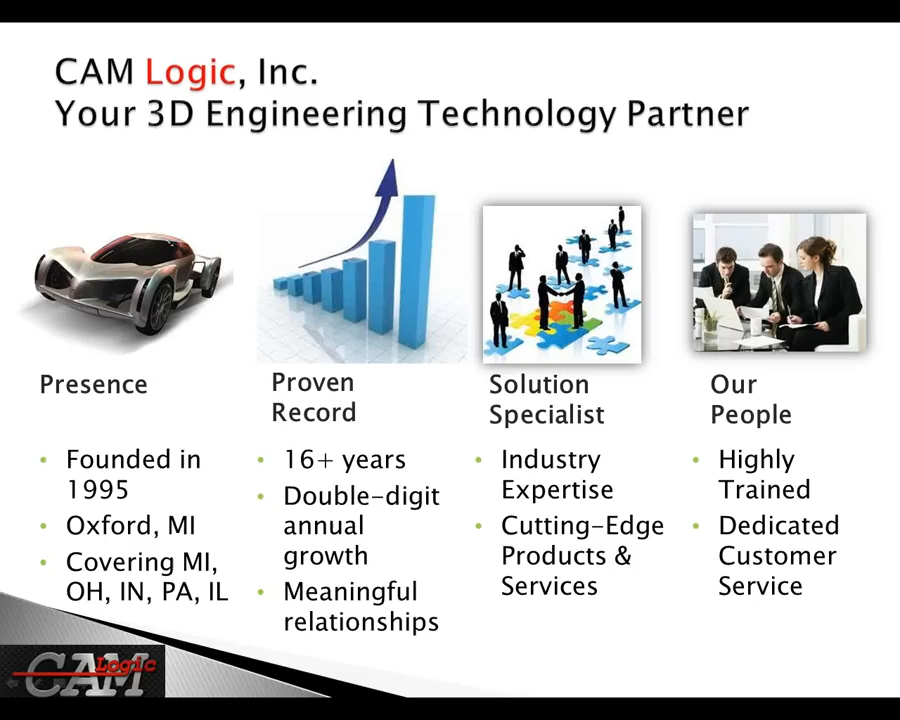 CAM Logic, Inc.
Your 3D Engineering Technology Partner
Presence
• Founded in
1995
• Oxford, MI
• Covering MI,
OH, IN, PA, IL
Proven
Record
• 16+ years
• Double-digit
annual
growth
• Meaningful
relationships
Solution
Specialist
• Industry
Expertise
• Cutting-Edge
Products &
Services
Our
People
• Highly
Trained
• Dedicated
Customer
Service
CAM Logic